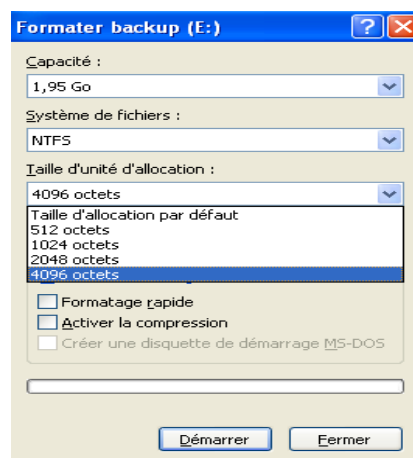 Formater backup (E:)
Capacité :
1,95 Go
Système de fichiers :
NTFS
Taille d'unité d'allocation :
4096 octets
Taille d'allocation par défaut
512 octets
1024 octets
2048 octets
4096 octets
Formatage rapide
Activer la compression
Créer une disquette de démarrage MS-DOS
Démarrer
Fermer